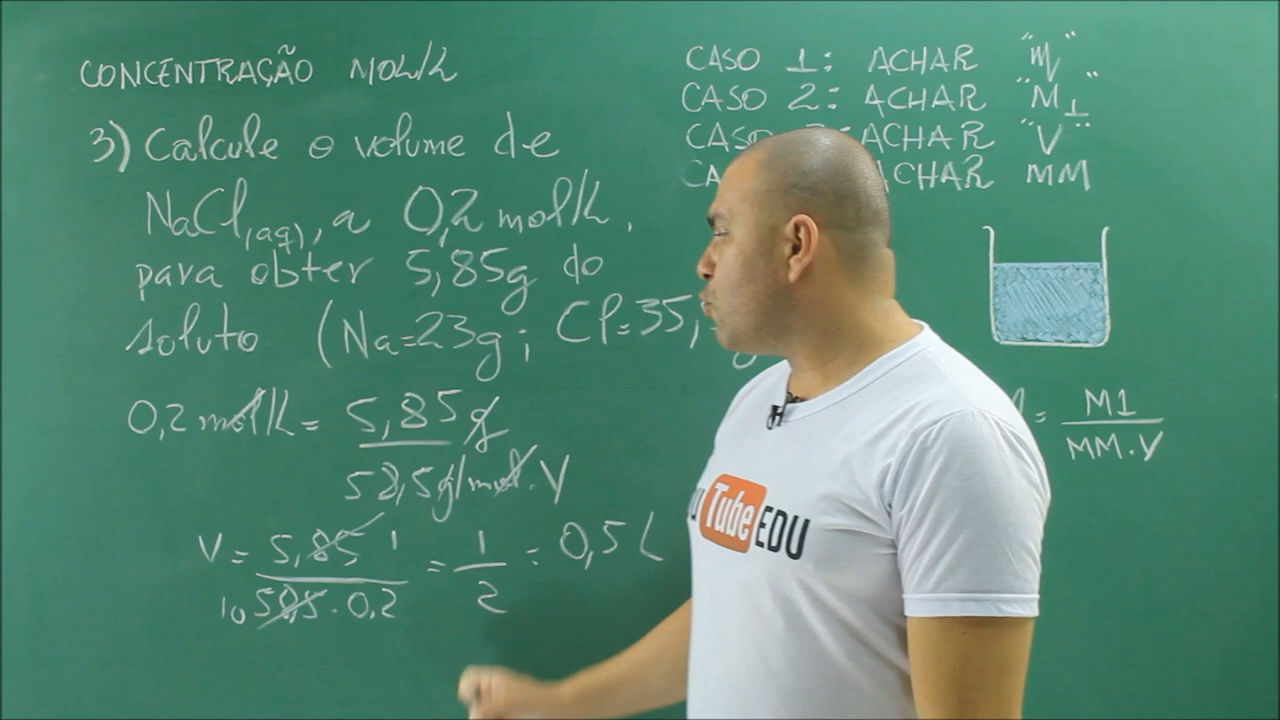 CONCENTRAÇÃO MOL/L
3) Calcule o volume de
NaCl(aq), a 0,2 mol/L,
para obter 5,85g do
soluto (Na=23g; Cl=35,
0,2 mol/L = 5,85g
58,5g/mol.V
V = 5,85 1 = 1 = 0,5 L
10 58,5.0,2 2
CASO 1: ACHAR "M"
CASO 2: ACHAR "M1"
ACHAR "V"
ACHAR MM
= M1
MM.V
Tube EDU